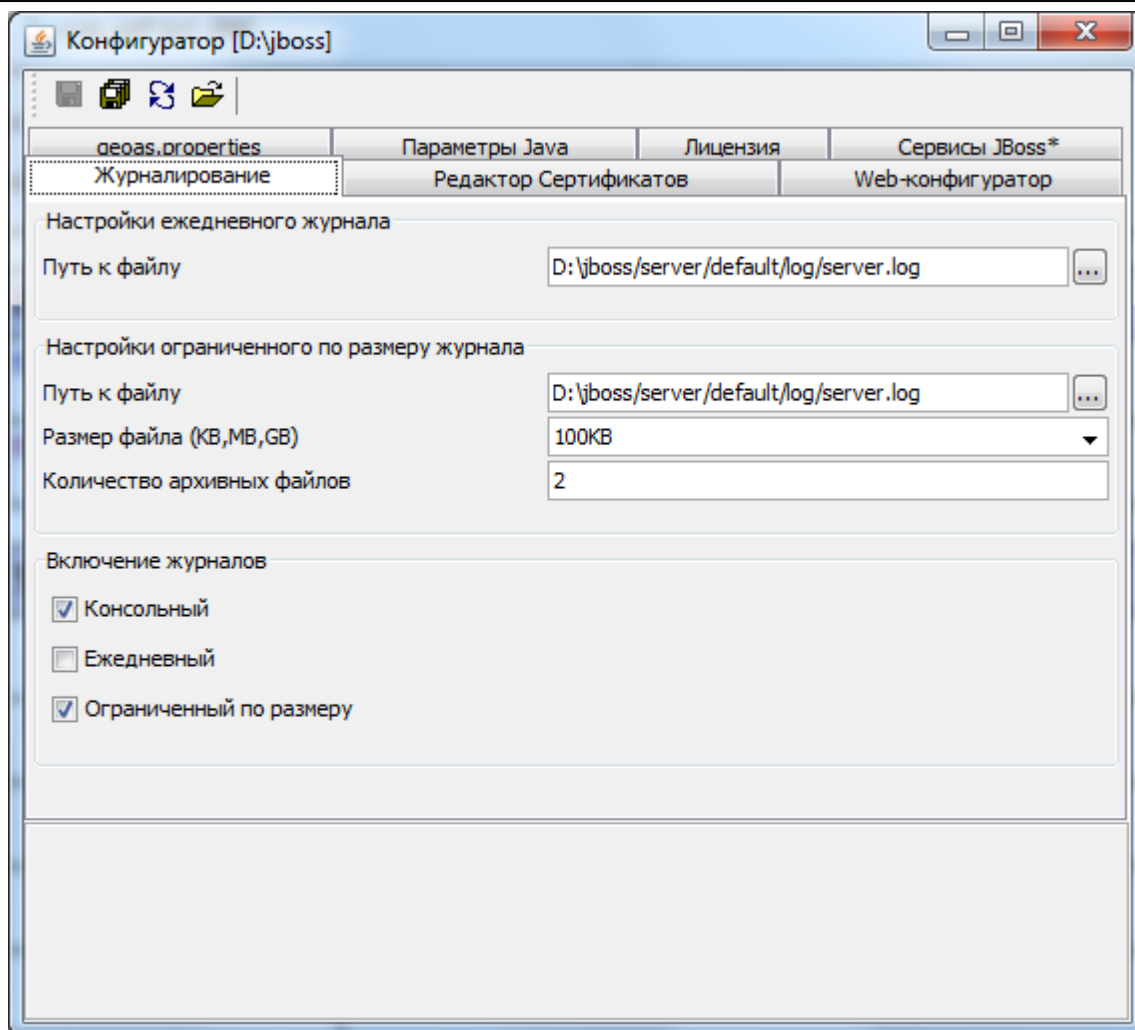 Конфигуратор [D:\jboss]
geoas.properties Параметры Java Лицензия Сервисы JBoss*
Журналирование Редактор Сертификатов Web-конфигуратор
Настройки ежедневного журнала
Путь к файлу D:\jboss/server/default/log/server.log ...
Настройки ограниченного по размеру журнала
Путь к файлу D:\jboss/server/default/log/server.log ...
Размер файла (KB,MB,GB) 100KB
Количество архивных файлов 2
Включение журналов
Консольный
Ежедневный
Ограниченный по размеру